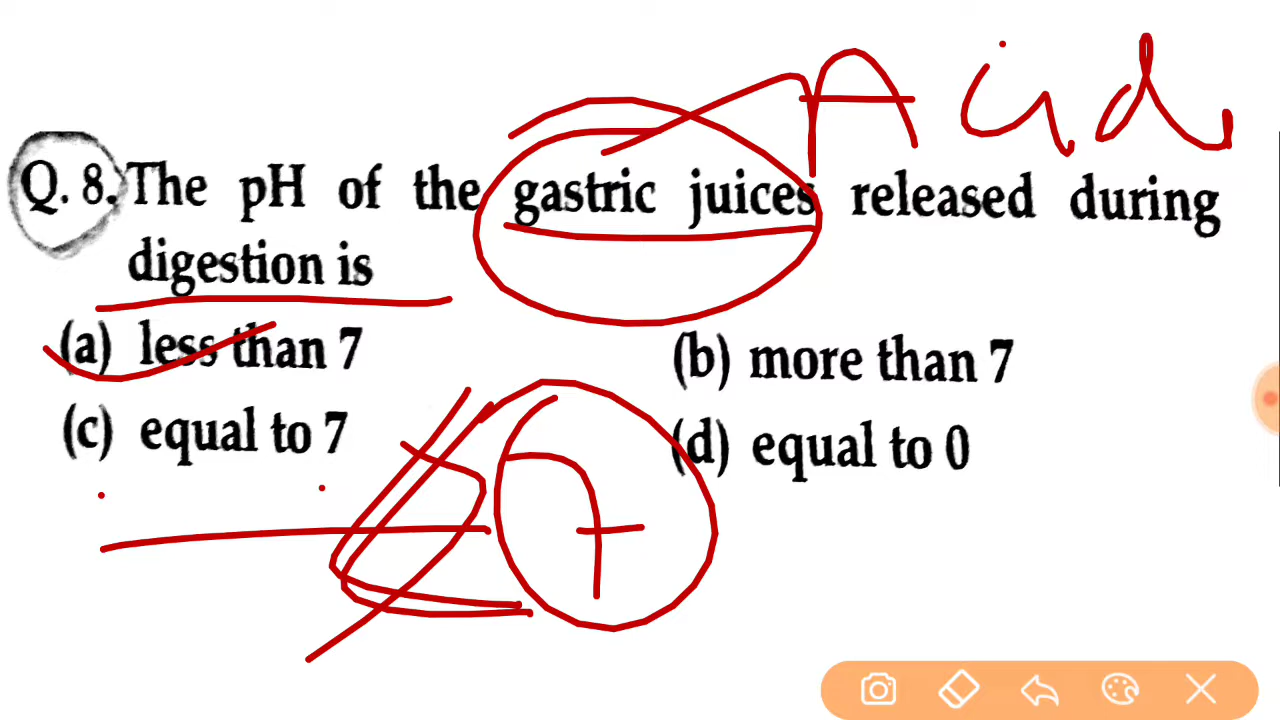 Acid
Q. 8. The pH of the gastric juices released during
digestion is
(a) less than 7 (b) more than 7
(c) equal to 7 (d) equal to 0
< 7